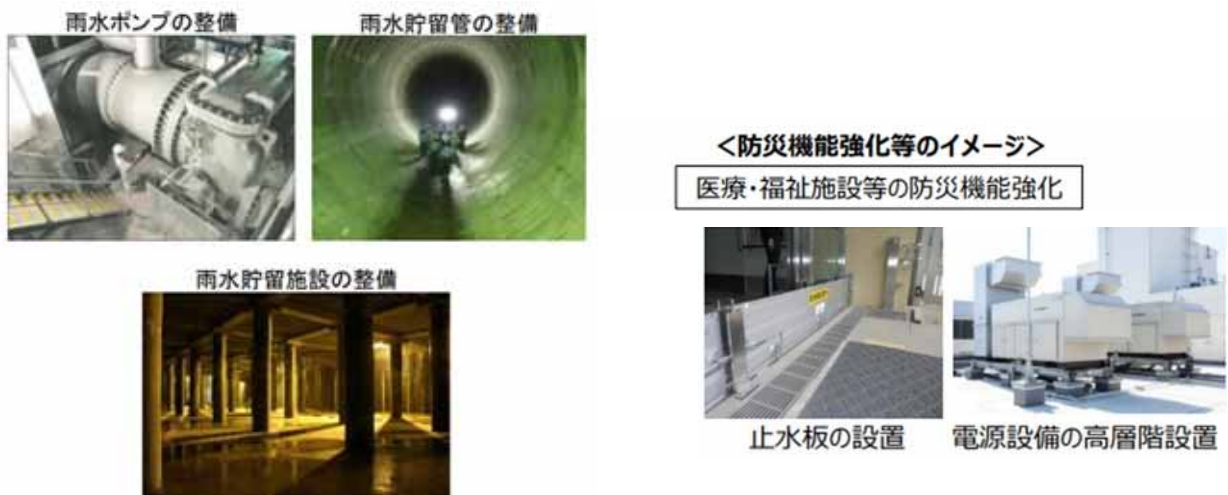 雨水ポンプの整備
雨水貯留管の整備
雨水貯留施設の整備
<防災機能強化等のイメージ>
医療・福祉施設等の防災機能強化
止水板の設置
電源設備の高層階設置